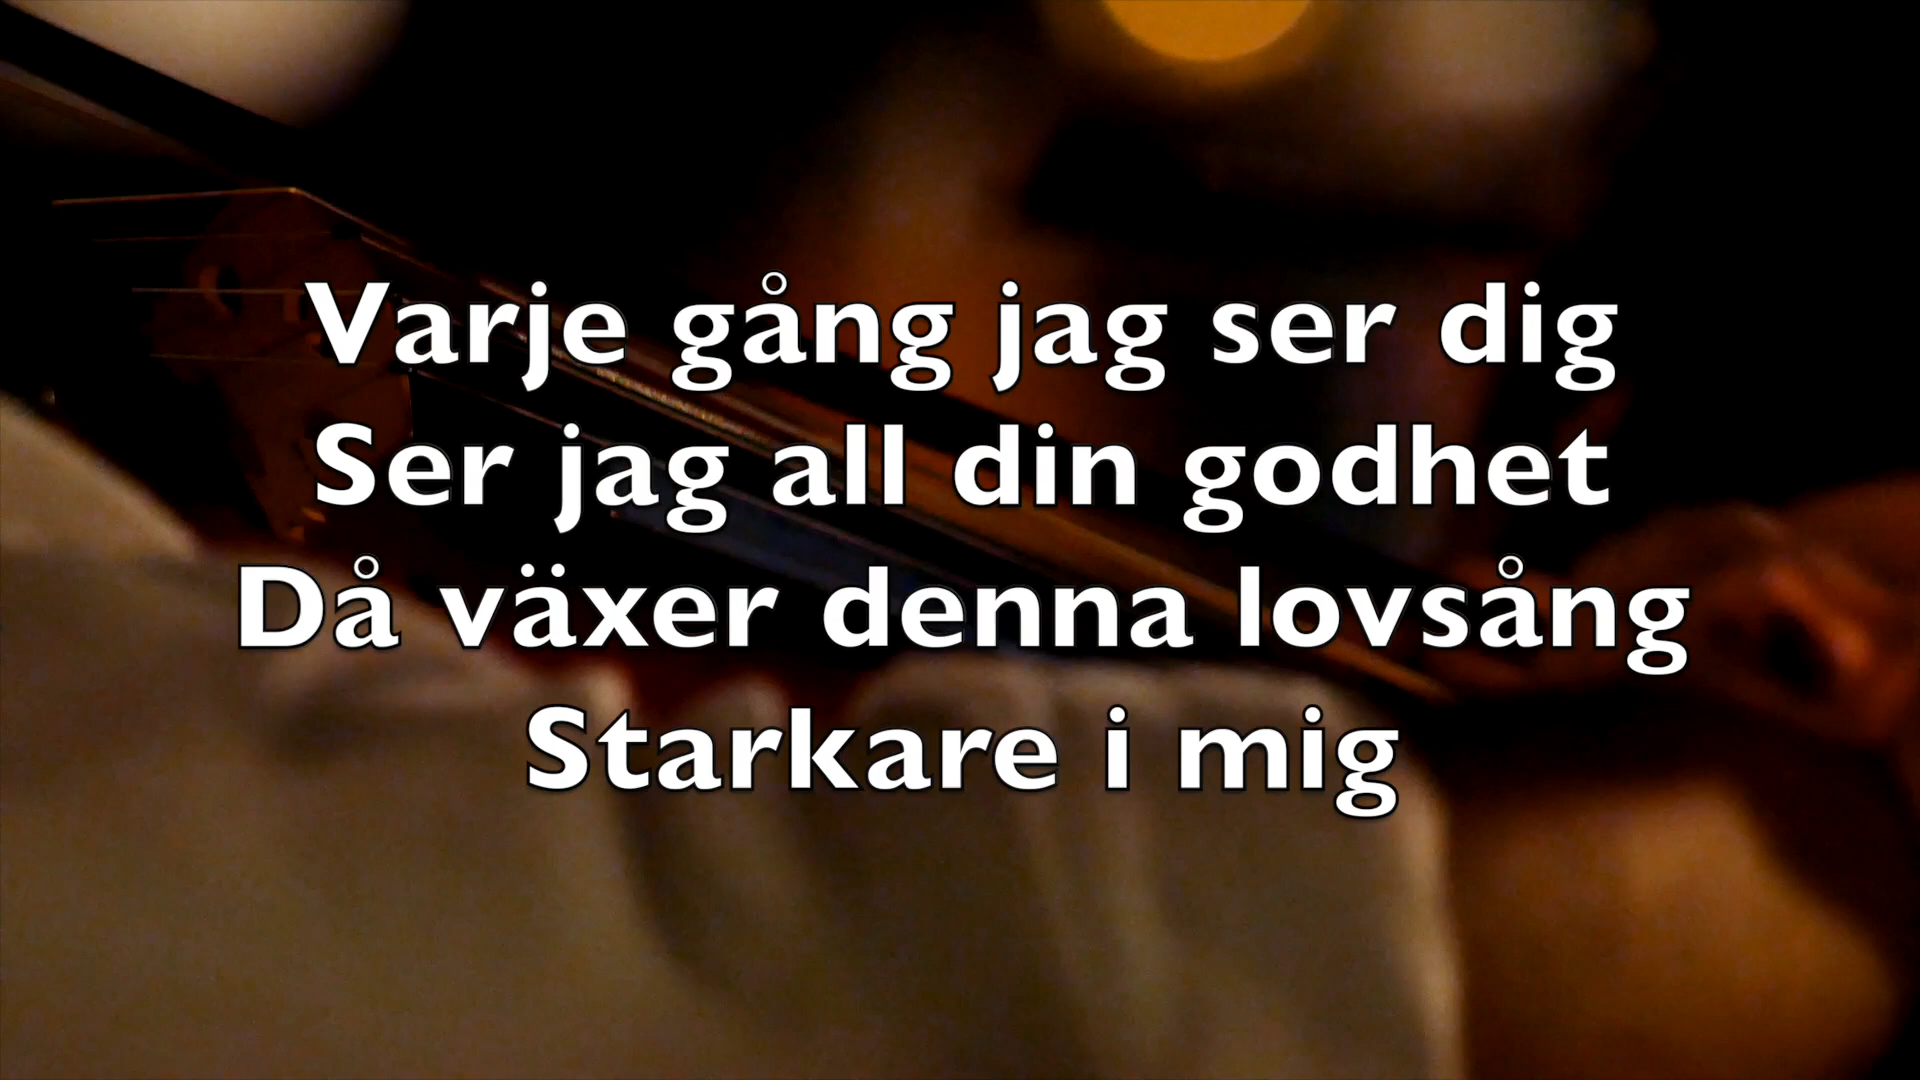 Varje gång jag ser dig
Ser jag all din godhet
Då växer denna lovsång
Starkare i mig